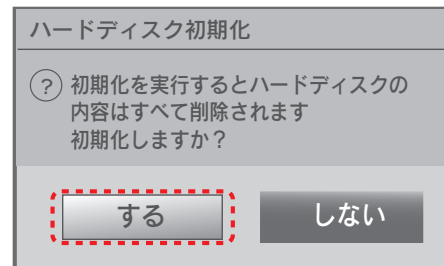 ハードディスク初期化
? 初期化を実行するとハードディスクの
内容はすべて削除されます
初期化しますか?
する しない